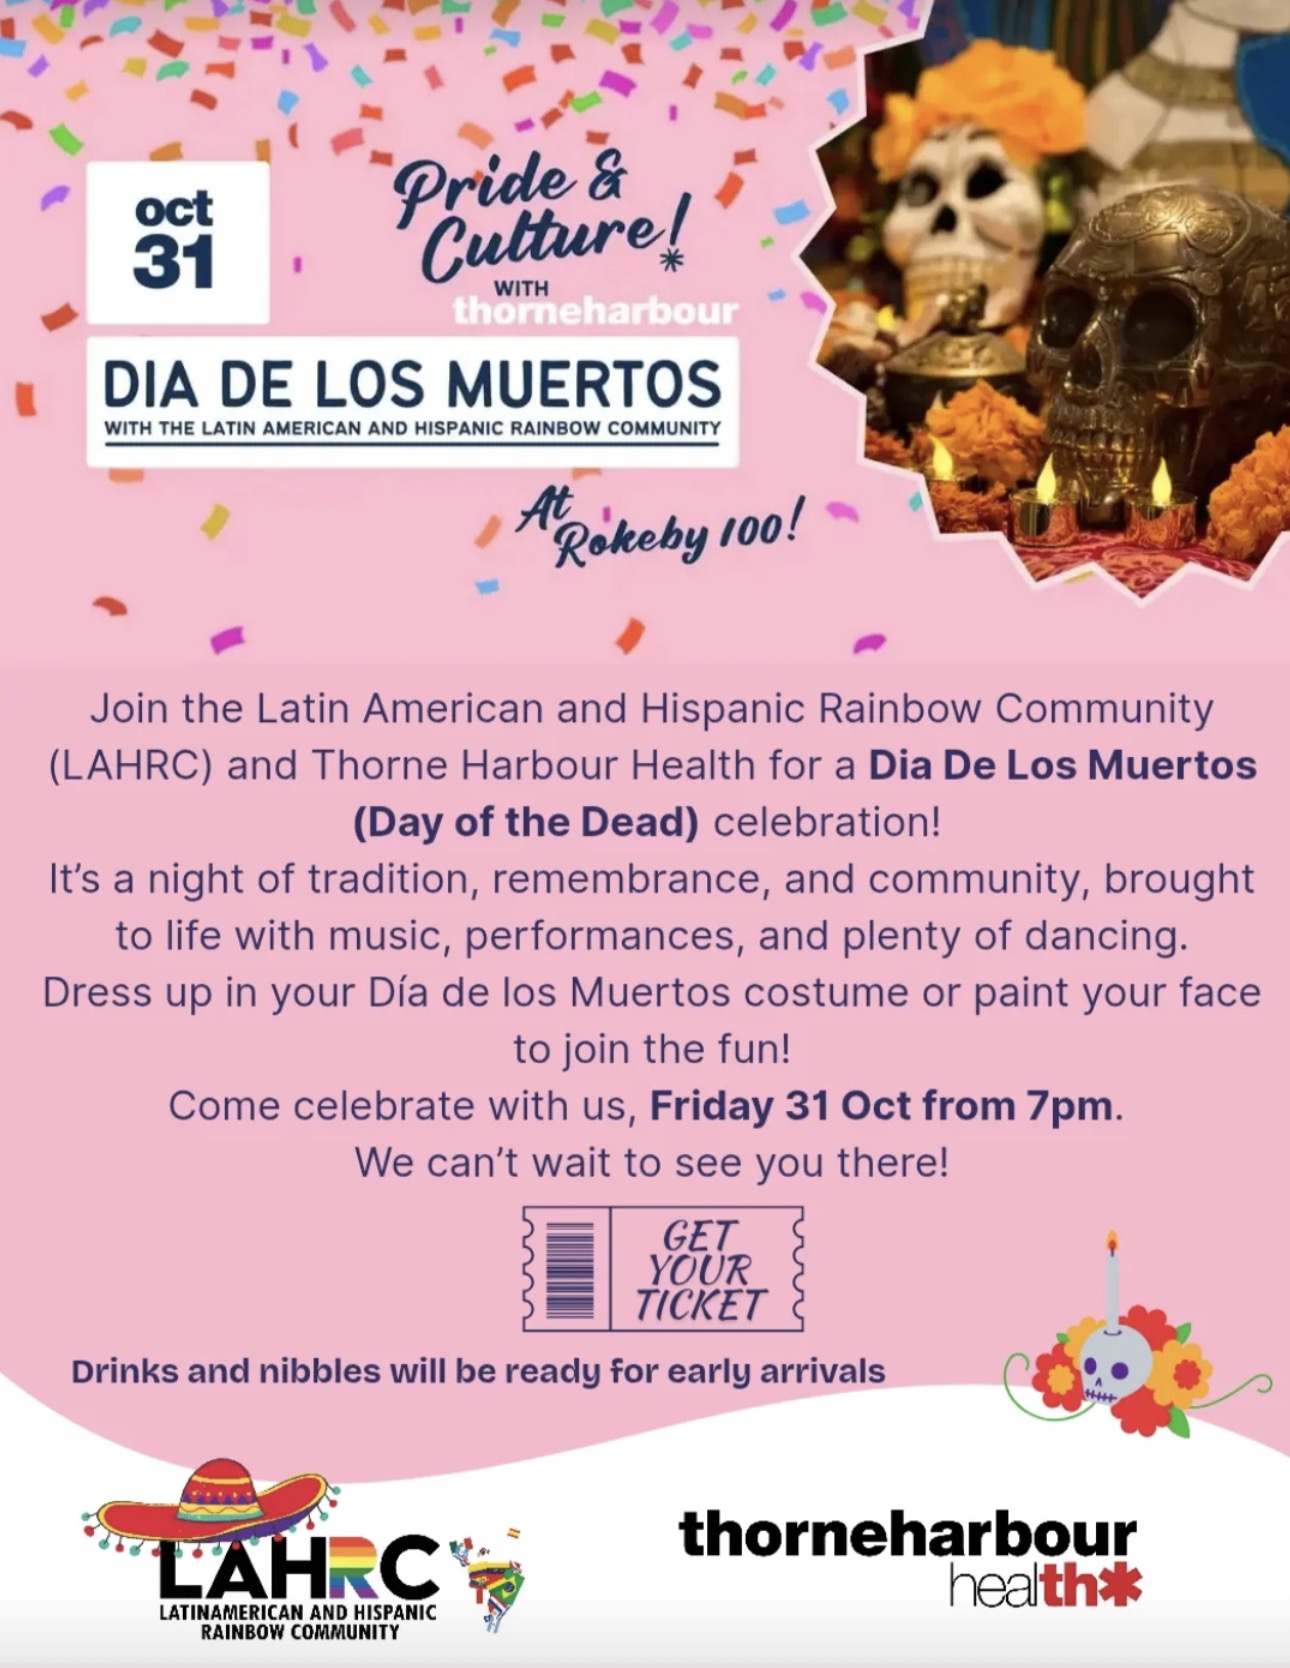 oct
31
Pride &
Culture!
WITH
thorneharbour
DIA DE LOS MUERTOS
WITH THE LATIN AMERICAN AND HISPANIC RAINBOW COMMUNITY
At
Rokeby 100!
Join the Latin American and Hispanic Rainbow Community
(LAHRC) and Thorne Harbour Health for a Dia De Los Muertos
(Day of the Dead) celebration!
It's a night of tradition, remembrance, and community, brought
to life with music, performances, and plenty of dancing.
Dress up in your Día de los Muertos costume or paint your face
to join the fun!
Come celebrate with us, Friday 31 Oct from 7pm.
We can't wait to see you there!
GET
YOUR
TICKET
Drinks and nibbles will be ready for early arrivals
LAHRC
LATINAMERICAN AND HISPANIC
RAINBOW COMMUNITY
thorneharbour
health*